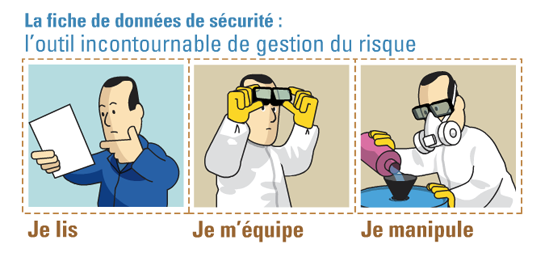 La fiche de données de sécurité :
l’outil incontournable de gestion du risque
Je lis
Je m’équipe
Je manipule